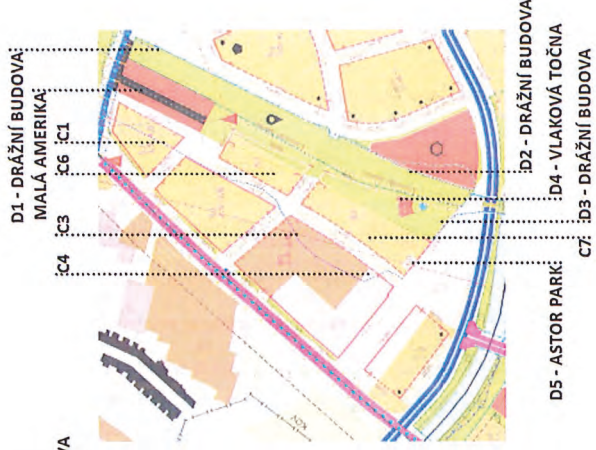 D1 - DRÁŽNÍ BUDOVA
MALÁ AMERIKA
C1
C6
C3
C4
D2 - DRÁŽNÍ BUDOVA
D4 - VLAKOVÁ TOČNA
D3 - DRÁŽNÍ BUDOVA
C7
D5 - ASTOR PARK
VA